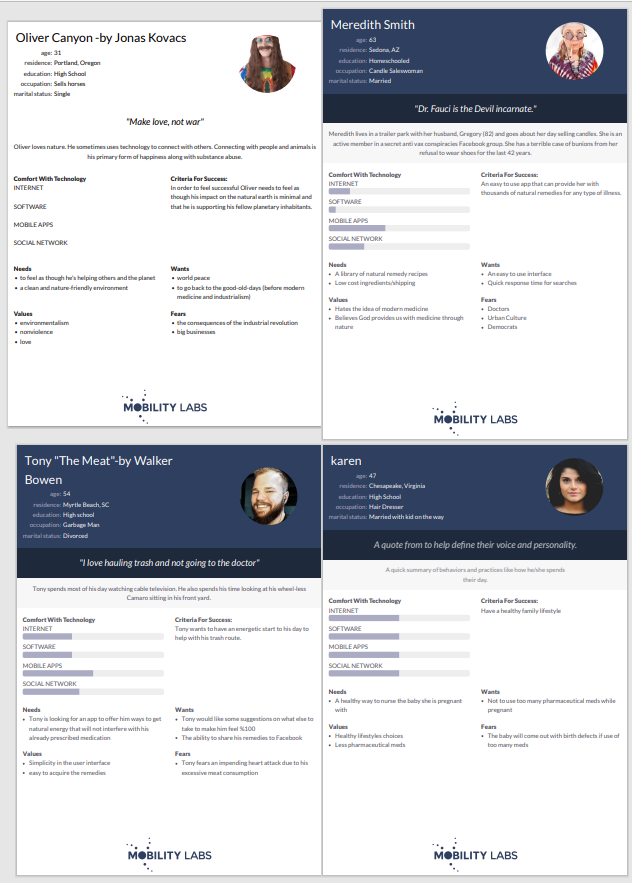 Oliver Canyon -by Jonas Kovacs
age: 31
residence: Portland, Oregon
education: High School
occupation: Sells horses
marital status: Single
"Make love, not war"
Oliver loves nature. He sometimes uses technology to connect with others. Connecting with people and animals is
his primary form of happiness along with substance abuse.
Comfort With Technology
INTERNET
SOFTWARE
MOBILE APPS
SOCIAL NETWORK
Criteria For Success:
In order to feel successful Oliver needs to feel as
though his impact on the natural earth is minimal and
that he is supporting his fellow planetary inhabitants.
Needs
• to feel as though he's helping others and the planet
• a clean and nature-friendly environment
Wants
• world peace
• to go back to the good-old-days (before modern
medicine and industrialism)
Values
• environmentalism
• nonviolence
• love
Fears
• the consequences of the industrial revolution
• big businesses
MOBILITY LABS
Meredith Smith
age: 63
residence: Sedona, AZ
education: Homeschooled
occupation: Candle Saleswoman
marital status: Married
"Dr. Fauci is the Devil incarnate."
Meredith lives in a trailer park with her husband, Gregory (82) and goes about her day selling candles. She is an
active member in a secret anti vax conspiracies Facebook group. She has a terrible case of bunions from her
refusal to wear shoes for the last 42 years.
Comfort With Technology
INTERNET
SOFTWARE
MOBILE APPS
SOCIAL NETWORK
Criteria For Success:
An easy to use app that can provide her with
thousands of natural remedies for any type of illness.
Needs
• A library of natural remedy recipes
• Low cost ingredients/shipping
Wants
• An easy to use interface
• Quick response time for searches
Values
• Hates the idea of modern medicine
• Believes God provides us with medicine through
nature
Fears
• Doctors
• Urban Culture
• Democrats
MOBILITY LABS
Tony "The Meat"-by Walker
Bowen
age: 54
residence: Myrtle Beach, SC
education: High school
occupation: Garbage Man
marital status: Divorced
"I love hauling trash and not going to the doctor"
Tony spends most of his day watching cable television. He also spends his time looking at his wheel-less
Camaro sitting in his front yard.
Comfort With Technology
INTERNET
SOFTWARE
MOBILE APPS
SOCIAL NETWORK
Criteria For Success:
Tony wants to have an energetic start to his day to
help with his trash route.
Needs
• Tony is looking for an app to offer him ways to get
natural energy that will not interfere with his
already prescribed medication
Wants
• Tony would like some suggestions on what else to
take to make him feel %100
• The ability to share his remedies to Facebook
Values
• Simplicity in the user interface
• easy to acquire the remedies
Fears
• Tony fears an impending heart attack due to his
excessive meat consumption
MOBILITY LABS
karen
age: 47
residence: Chesapeake, Virginia
education: High School
occupation: Hair Dresser
marital status: Married with kid on the way
A quote from to help define their voice and personality.
A quick summary of behaviors and practices like how he/she spends
their day.
Comfort With Technology
INTERNET
SOFTWARE
MOBILE APPS
SOCIAL NETWORK
Criteria For Success:
Have a healthy family lifestyle
Needs
• A healthy way to nurse the baby she is pregnant
with
Wants
• Not to use too many pharmaceutical meds while
pregnant
Values
• Healthy lifestyles choices
• Less pharmaceutical meds
Fears
• The baby will come out with birth defects if use of
too many meds
MOBILITY LABS